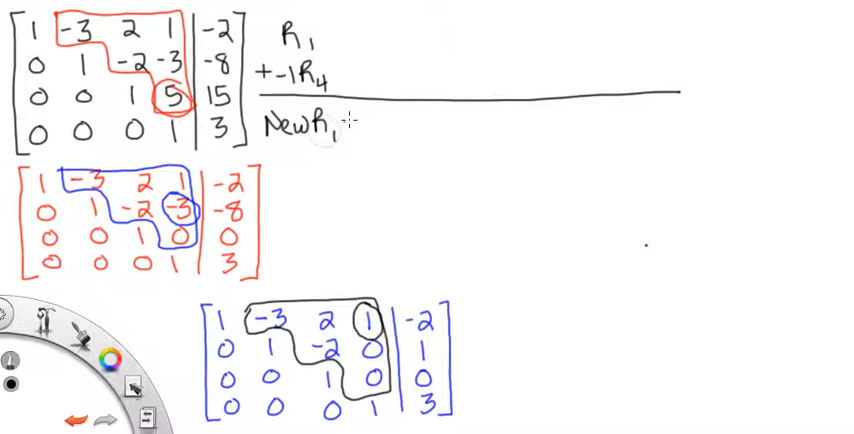 1 -3 2 1 | -2
0 1 -2 -3 | -8
0 0 1 5 | 15
0 0 0 1 | 3
R₁
+-1R₄
New R₁
1 -3 2 1 | -2
0 1 -2 -3 | -8
0 0 1 0 | 0
0 0 0 1 | 3
1 -3 2 1 | -2
0 1 -2 0 | 1
0 0 1 0 | 0
0 0 0 1 | 3